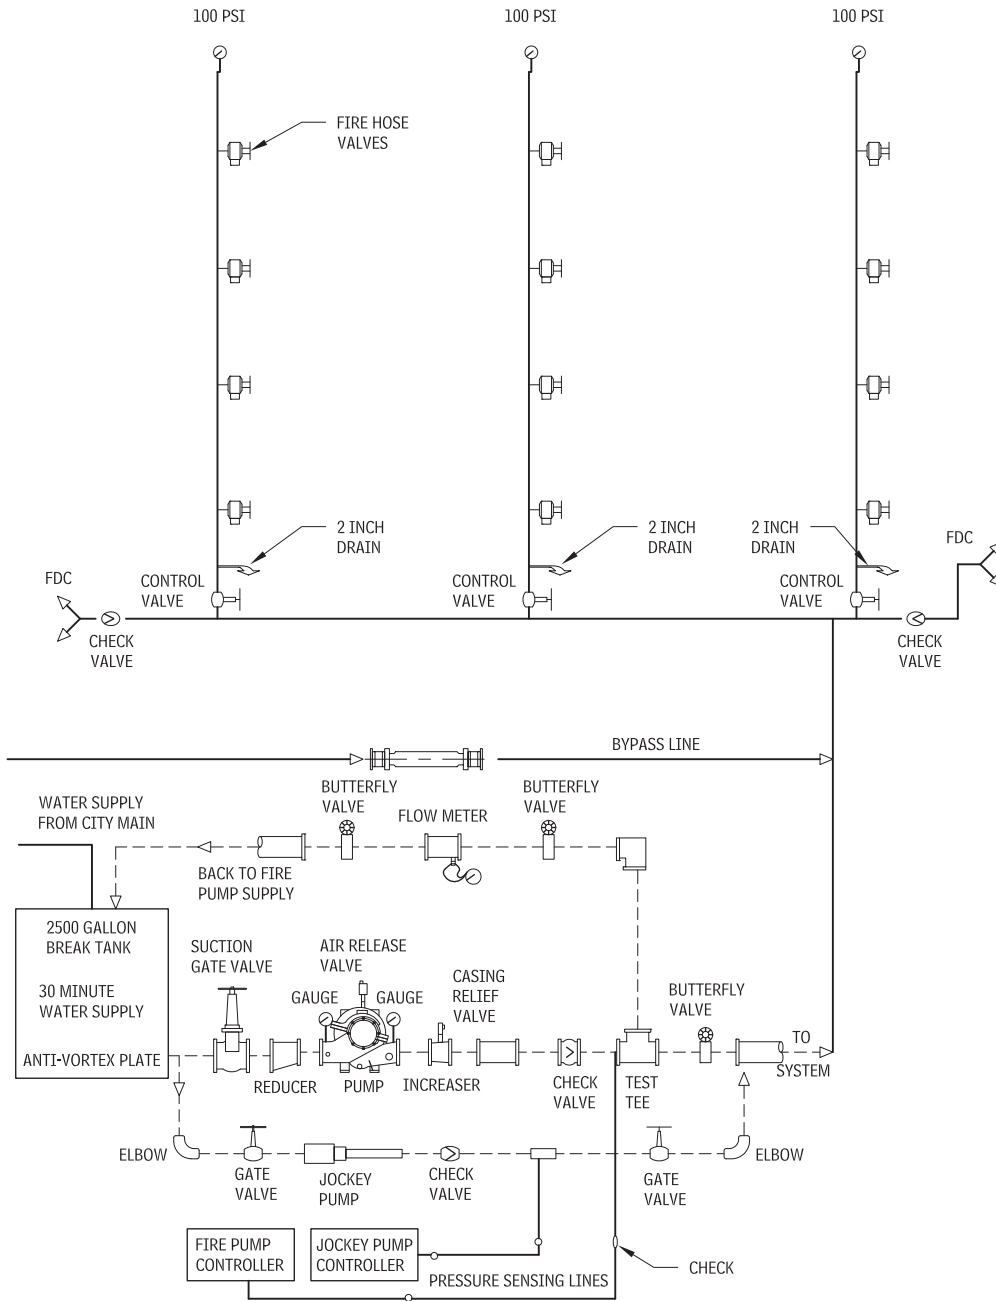 100 PSI
100 PSI
100 PSI
FIRE HOSE
VALVES
2 INCH
DRAIN
2 INCH
DRAIN
2 INCH
DRAIN
FDC
FDC
CONTROL
VALVE
CONTROL
VALVE
CONTROL
VALVE
CHECK
VALVE
CHECK
VALVE
BYPASS LINE
WATER SUPPLY
FROM CITY MAIN
BUTTERFLY
VALVE
FLOW METER
BUTTERFLY
VALVE
BACK TO FIRE
PUMP SUPPLY
2500 GALLON
BREAK TANK
30 MINUTE
WATER SUPPLY
ANTI-VORTEX PLATE
SUCTION
GATE VALVE
AIR RELEASE
VALVE
GAUGE
GAUGE
CASING
RELIEF
VALVE
BUTTERFLY
VALVE
TO
SYSTEM
REDUCER
PUMP
INCREASER
CHECK
VALVE
TEST
TEE
ELBOW
GATE
VALVE
JOCKEY
PUMP
CHECK
VALVE
GATE
VALVE
ELBOW
FIRE PUMP
CONTROLLER
JOCKEY PUMP
CONTROLLER
PRESSURE SENSING LINES
CHECK